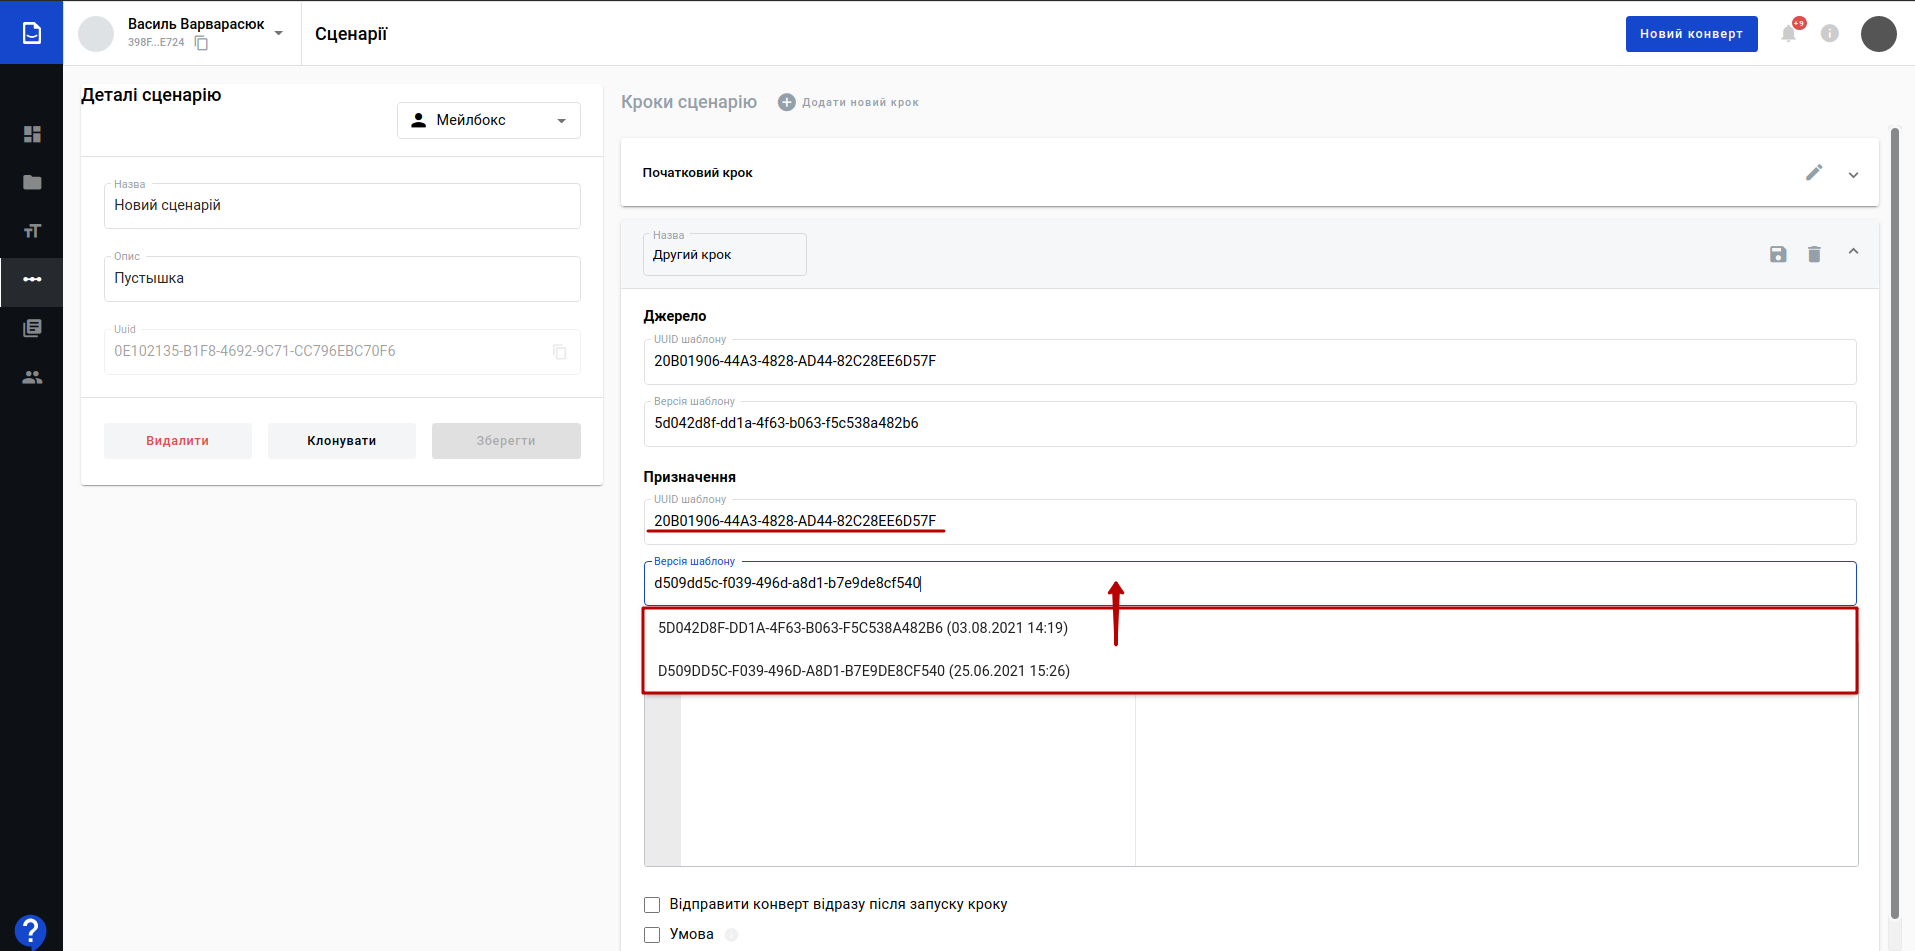 Василь Варварасюк
398F...E724
Сценарії
Новий конверт
+9
Деталі сценарію
Мейлбокс
Назва
Новий сценарій
Опис
Пустышка
Uuid
0E102135-B1F8-4692-9C71-CC796EBC70F6
Видалити
Клонувати
Зберегти
Кроки сценарію
Додати новий крок
Початковий крок
Назва
Другий крок
Джерело
UUID шаблону
20B01906-44A3-4828-AD44-82C28EE6D57F
Версія шаблону
5d042d8f-dd1a-4f63-b063-f5c538a482b6
Призначення
UUID шаблону
20B01906-44A3-4828-AD44-82C28EE6D57F
Версія шаблону
d509dd5c-f039-496d-a8d1-b7e9de8cf540
5D042D8F-DD1A-4F63-B063-F5C538A482B6 (03.08.2021 14:19)
D509DD5C-F039-496D-A8D1-B7E9DE8CF540 (25.06.2021 15:26)
Відправити конверт відразу після запуску кроку
Умова